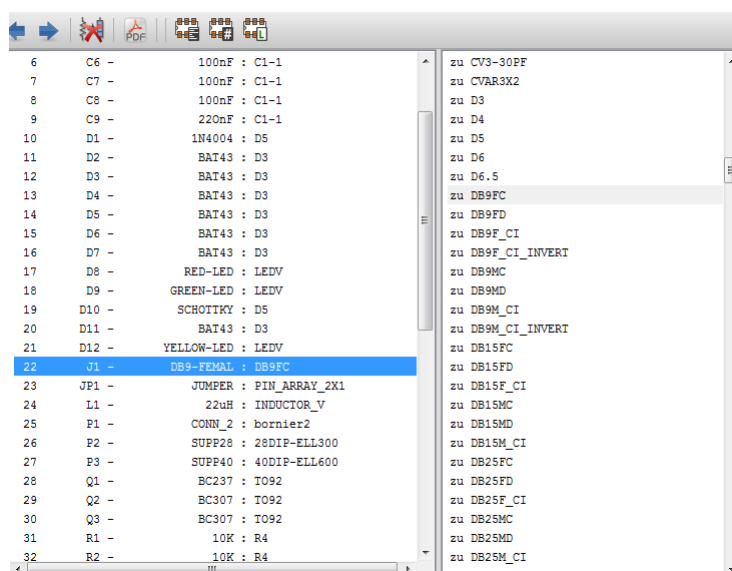 PDF
6 C6 - 100nF : C1-1
7 C7 - 100nF : C1-1
8 C8 - 100nF : C1-1
9 C9 - 220nF : C1-1
10 D1 - 1N4004 : D5
11 D2 - BAT43 : D3
12 D3 - BAT43 : D3
13 D4 - BAT43 : D3
14 D5 - BAT43 : D3
15 D6 - BAT43 : D3
16 D7 - BAT43 : D3
17 D8 - RED-LED : LEDV
18 D9 - GREEN-LED : LEDV
19 D10 - SCHOTTKY : D5
20 D11 - BAT43 : D3
21 D12 - YELLOW-LED : LEDV
22 J1 - DB9-FEMAL : DB9FC
23 JP1 - JUMPER : PIN_ARRAY_2X1
24 L1 - 22uH : INDUCTOR_V
25 P1 - CONN_2 : bornier2
26 P2 - SUPP28 : 28DIP-ELL300
27 P3 - SUPP40 : 40DIP-ELL600
28 Q1 - BC237 : TO92
29 Q2 - BC307 : TO92
30 Q3 - BC307 : TO92
31 R1 - 10K : R4
32 R2 - 10K : R4
zu CV3-30PF
zu CVAR3X2
zu D3
zu D4
zu D5
zu D6
zu D6.5
zu DB9FC
zu DB9FD
zu DB9F_CI
zu DB9F_CI_INVERT
zu DB9MC
zu DB9MD
zu DB9M_CI
zu DB9M_CI_INVERT
zu DB15FC
zu DB15FD
zu DB15F_CI
zu DB15MC
zu DB15MD
zu DB15M_CI
zu DB25FC
zu DB25FD
zu DB25F_CI
zu DB25MC
zu DB25MD
zu DB25M_CI